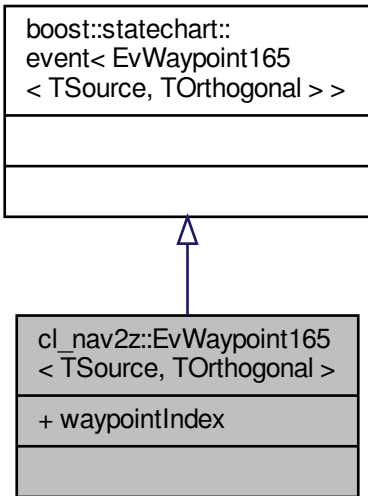 boost::statechart::
event< EvWaypoint165
< TSource, TOrthogonal > >
cl_nav2z::EvWaypoint165
< TSource, TOrthogonal >
+ waypointIndex